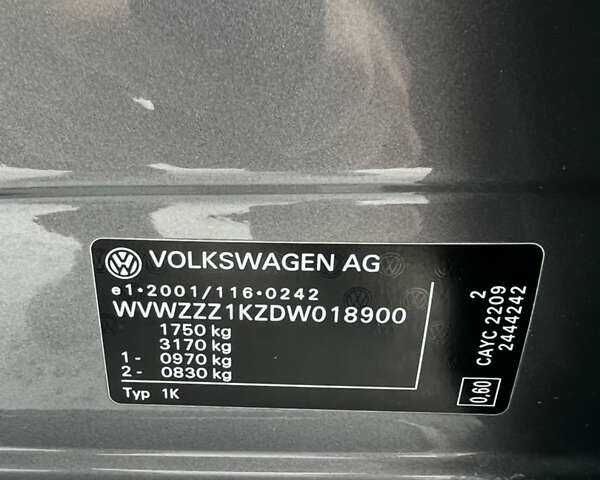 VOLKSWAGEN AG
e1*2001/116*0242
WVWZZZ1KZDW018900
1750 kg
3170 kg
1- 0970 kg
2- 0830 kg
Typ 1K
2
CAYC 2209
2444242
0,60